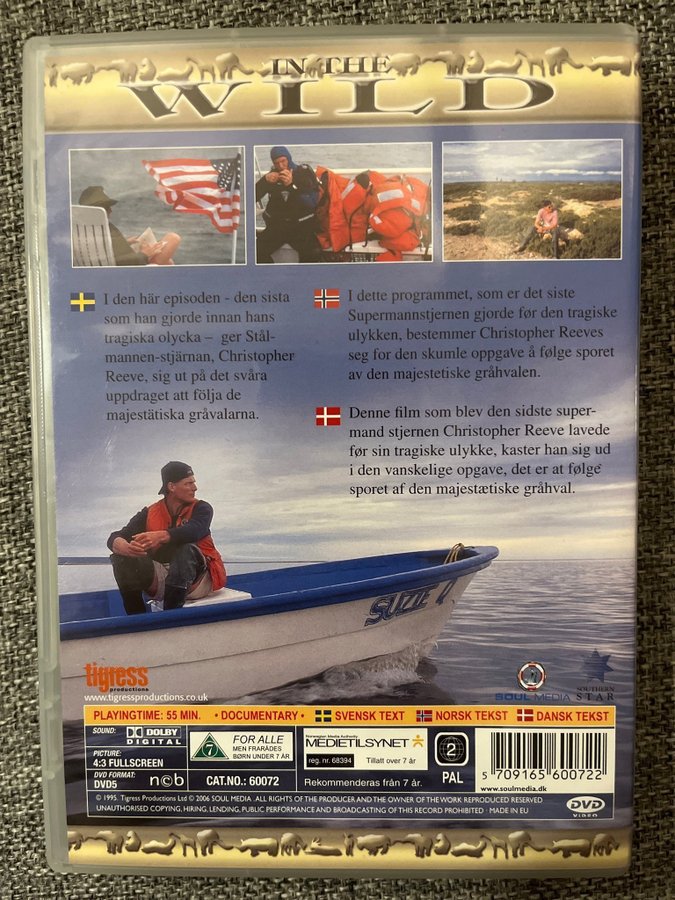 IN THE
WILD
I den här episoden - den sista
som han gjorde innan hans
tragiska olycka – ger Stål-
mannen-stjärnan, Christopher
Reeve, sig ut på det svåra
uppdraget att följa de
majestätiska gråvalarna.
I dette programmet, som er det siste
Supermannstjernen gjorde før den tragiske
ulykken, bestemmer Christopher Reeves
seg for den skumle oppgave å følge sporet
av den majestetiske gråhvalen.
Denne film som blev den sidste super-
mand stjernen Christopher Reeve lavede
før sin tragiske ulykke, kaster han sig ud
i den vanskelige opgave, det er at følge
sporet af den majestætiske gråhval.
SUZIE Q
tigress
productions
www.tigressproductions.co.uk
SOUL MEDIA
SOUTHERN
STAR
PLAYINGTIME: 55 MIN. • DOCUMENTARY • SVENSK TEXT NORSK TEKST DANSK TEKST
SOUND: DOLBY
DIGITAL
PICTURE:
4:3 FULLSCREEN
DVD FORMAT:
DVD5
ncb
7
FOR ALLE
MEN FRARÅDES
BØRN UNDER 7 ÅR
CAT.NO.: 60072
Norwegian Media Authority
MEDIETILSYNET
reg. nr. 68394 Tillatt over 7 år
Rekommenderas från 7 år.
2
PAL
5 709165 600722
www.soulmedia.dk
© 1995. Tigress Productions Ltd © 2006 SOUL MEDIA . ALL RIGHTS OF THE PRODUCER AND THE OWNER OF THE WORK REPRODUCED RESERVED
UNAUTHORISED COPYING, HIRING, LENDING, PUBLIC PERFORMANCE AND BROADCASTING OF THIS RECORD PROHIBITED · MADE IN EU
DVD
VIDEO